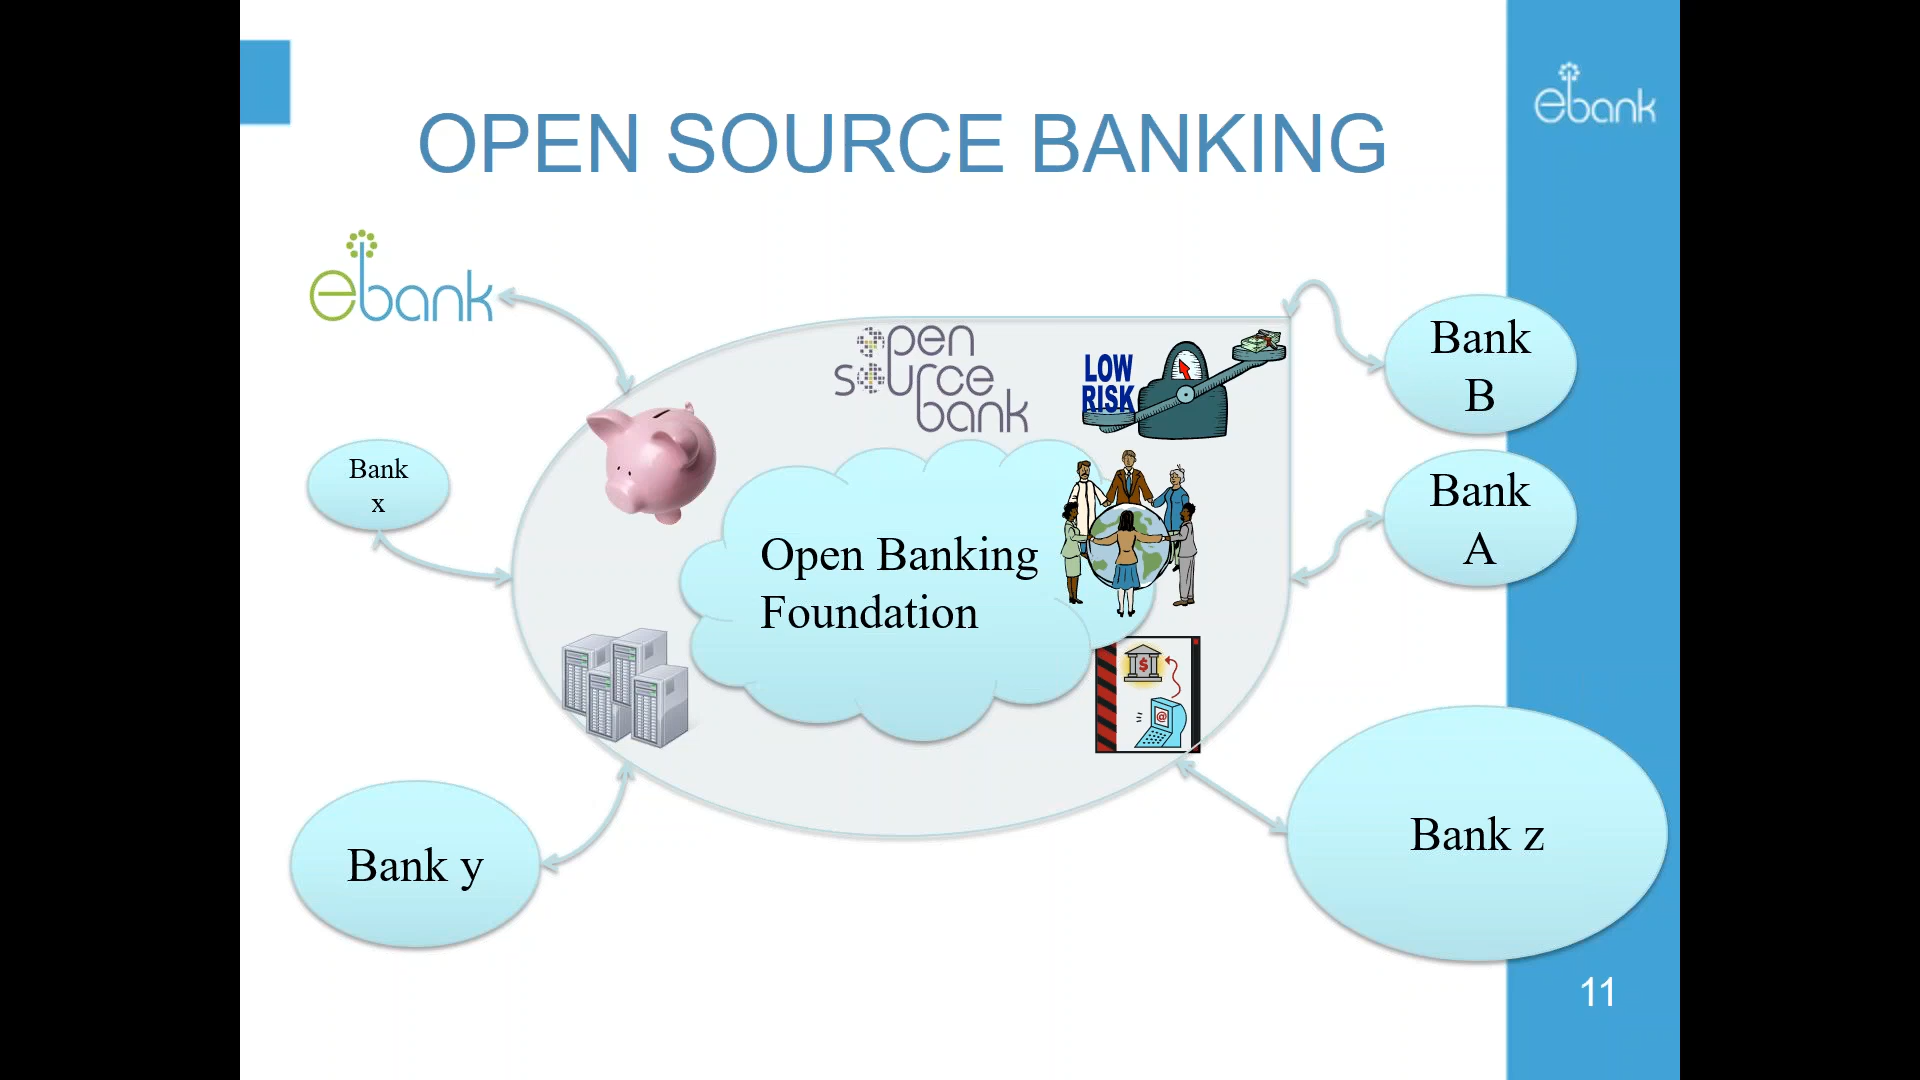 ebank
OPEN SOURCE BANKING
ebank
open
source
bank
LOW
RISK
Bank
B
Bank
x
Bank
A
Open Banking
Foundation
$
@
Bank y
Bank z
11